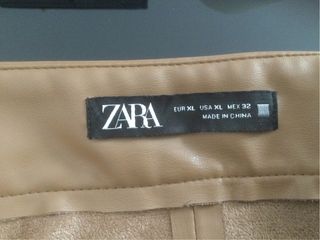 ZARA
EUR XL USA XL MEX 32
MADE IN CHINA